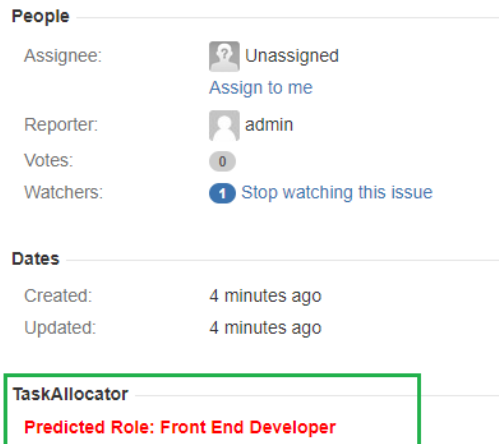 People
Assignee: Unassigned
Assign to me
Reporter: admin
Votes: 0
Watchers: 1 Stop watching this issue
Dates
Created: 4 minutes ago
Updated: 4 minutes ago
TaskAllocator
Predicted Role: Front End Developer